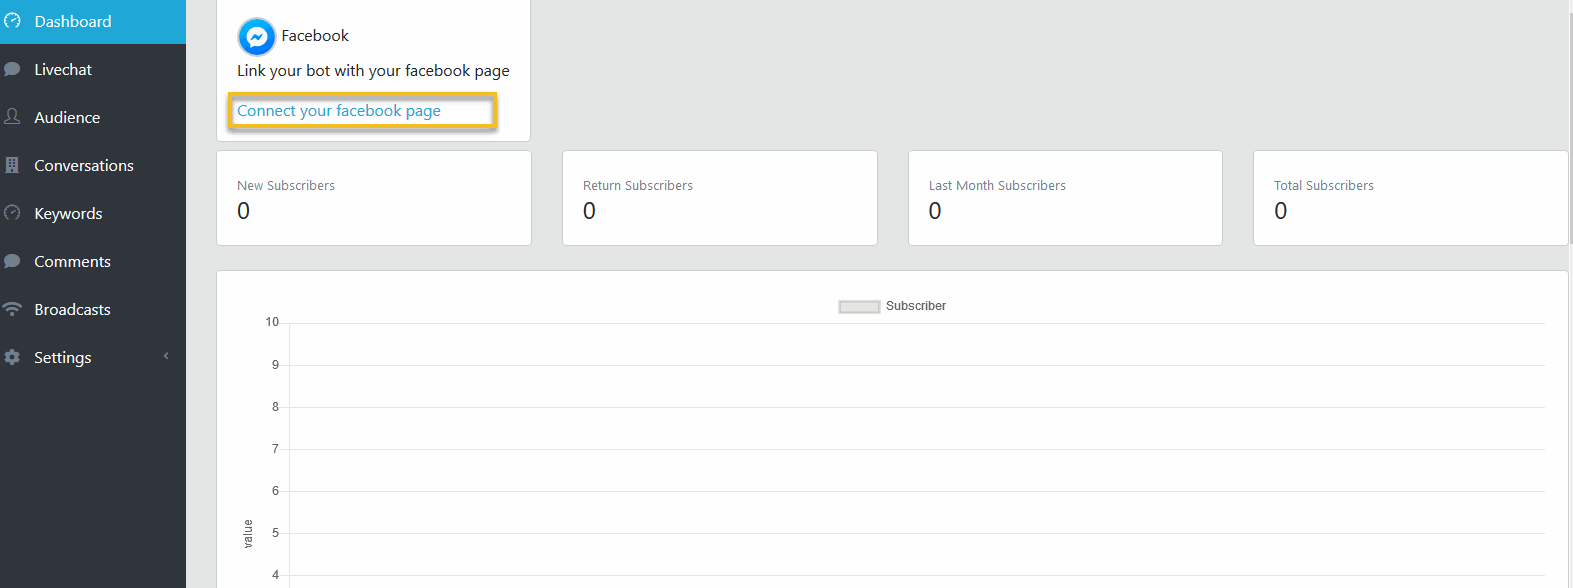 Dashboard
Livechat
Audience
Conversations
Keywords
Comments
Broadcasts
Settings
Facebook
Link your bot with your facebook page
Connect your facebook page
New Subscribers
0
Return Subscribers
0
Last Month Subscribers
0
Total Subscribers
0
Subscriber
10
9
8
7
6
5
4
value